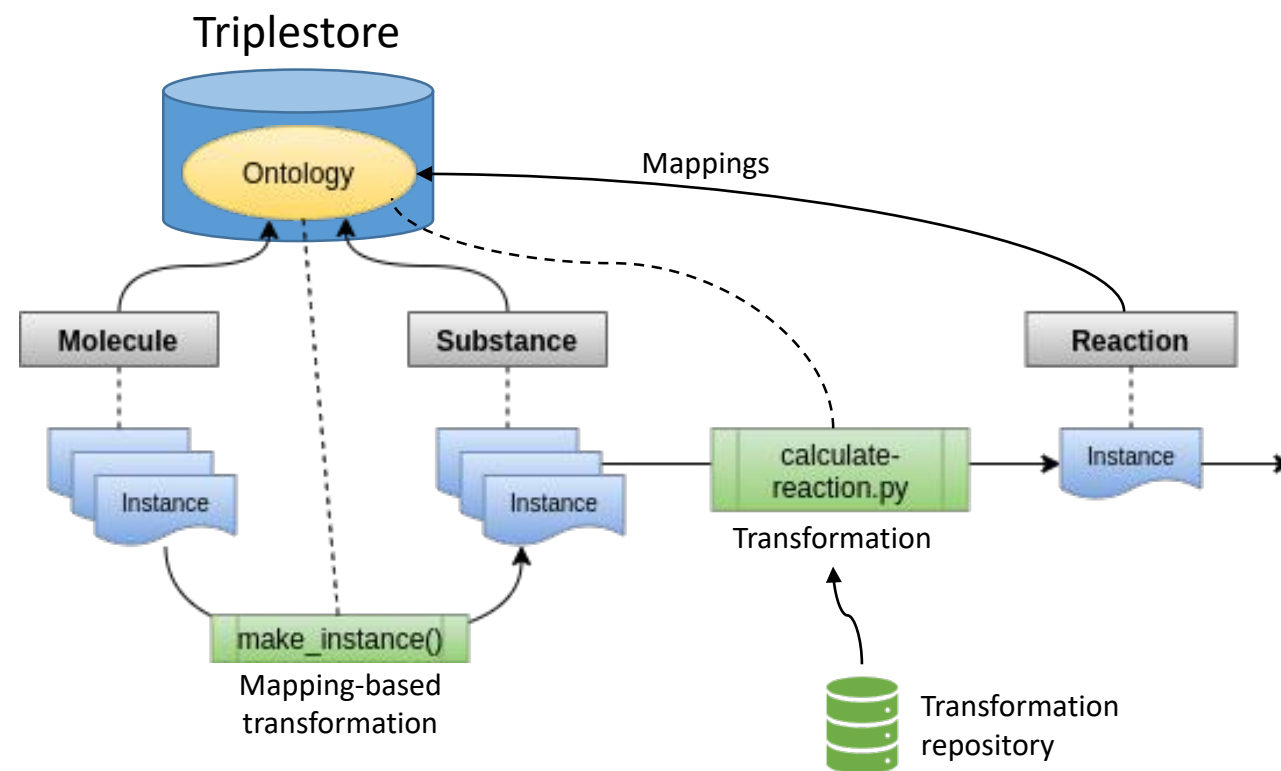 Triplestore
Ontology
Mappings
Molecule
Substance
Reaction
Instance
Instance
calculate-
reaction.py
Instance
Transformation
make_instance()
Mapping-based
transformation
Transformation
repository